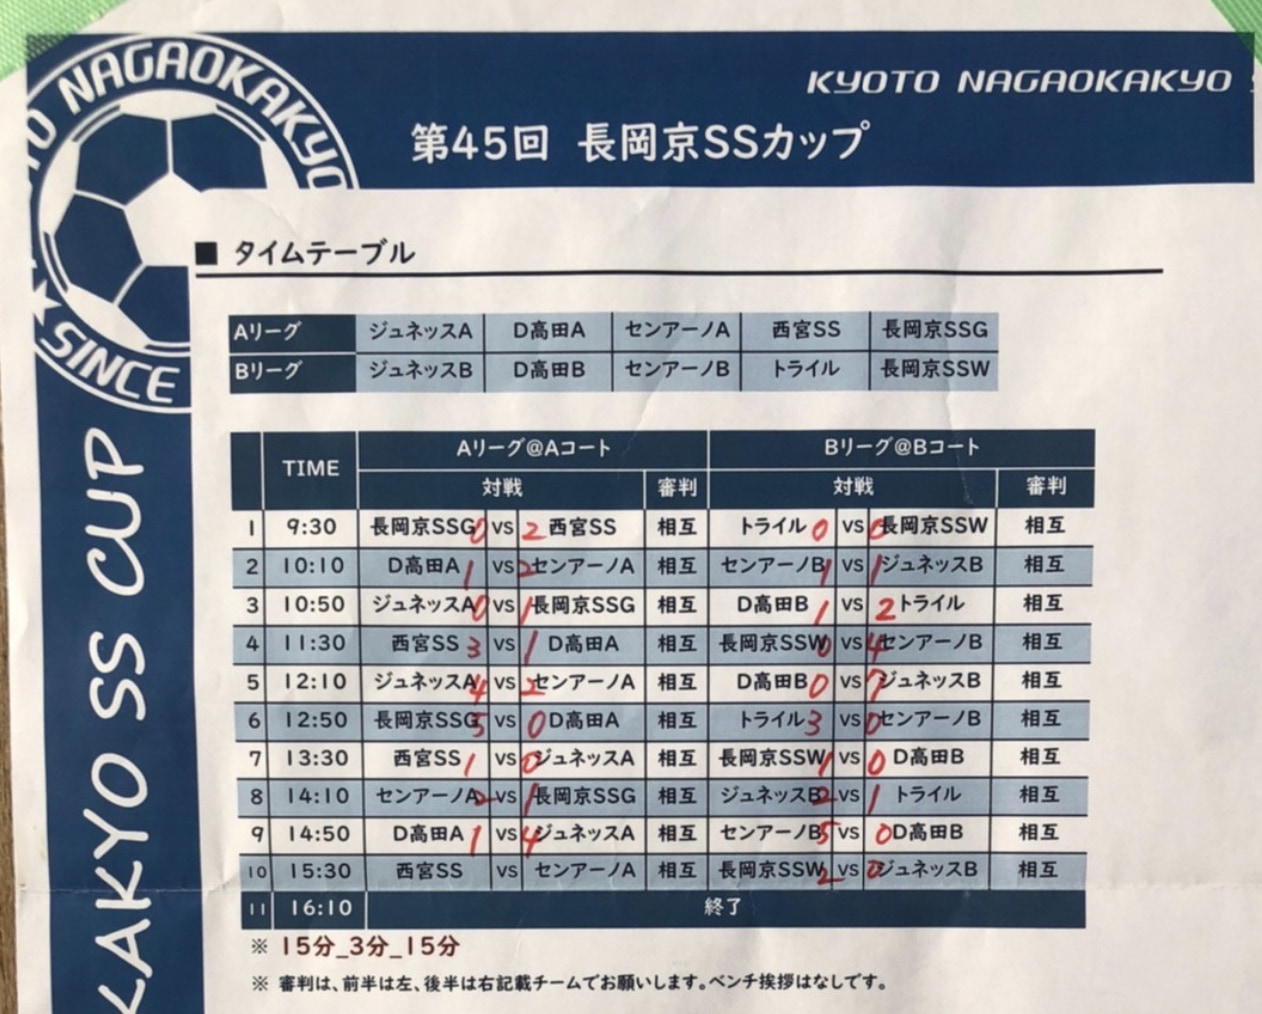 KYOTO NAGAOKAKYO
第45回 長岡京SSカップ
NAGAOKAKYO
SINCE
KAKYO SS CUP
■ タイムテーブル
Aリーグ ジュネッスA D高田A センアーノA 西宮SS 長岡京SSG
Bリーグ ジュネッスB D高田B センアーノB トライル 長岡京SSW
TIME Aリーグ@Aコート Bリーグ@Bコート
対戦 審判 対戦 審判
1 9:30 長岡京SSG 0 VS 2 西宮SS 相互 トライル 0 VS 0 長岡京SSW 相互
2 10:10 D高田A 1 VS 2 センアーノA 相互 センアーノB 1 VS 1 ジュネッスB 相互
3 10:50 ジュネッスA 0 VS 1 長岡京SSG 相互 D高田B 1 VS 2 トライル 相互
4 11:30 西宮SS 3 VS 1 D高田A 相互 長岡京SSW 0 VS 4 センアーノB 相互
5 12:10 ジュネッスA 4 VS 2 センアーノA 相互 D高田B 0 VS 7 ジュネッスB 相互
6 12:50 長岡京SSG 5 VS 0 D高田A 相互 トライル 3 VS 0 センアーノB 相互
7 13:30 西宮SS 1 VS 0 ジュネッスA 相互 長岡京SSW 1 VS 0 D高田B 相互
8 14:10 センアーノA 2 VS 1 長岡京SSG 相互 ジュネッスB 2 VS 1 トライル 相互
9 14:50 D高田A 1 VS 4 ジュネッスA 相互 センアーノB 5 VS 0 D高田B 相互
10 15:30 西宮SS VS センアーノA 相互 長岡京SSW 2 VS ジュネッスB 相互
11 16:10 終了
※ 15分_3分_15分
※ 審判は、前半は左、後半は右記載チームでお願いします。ベンチ挨拶はなしです。